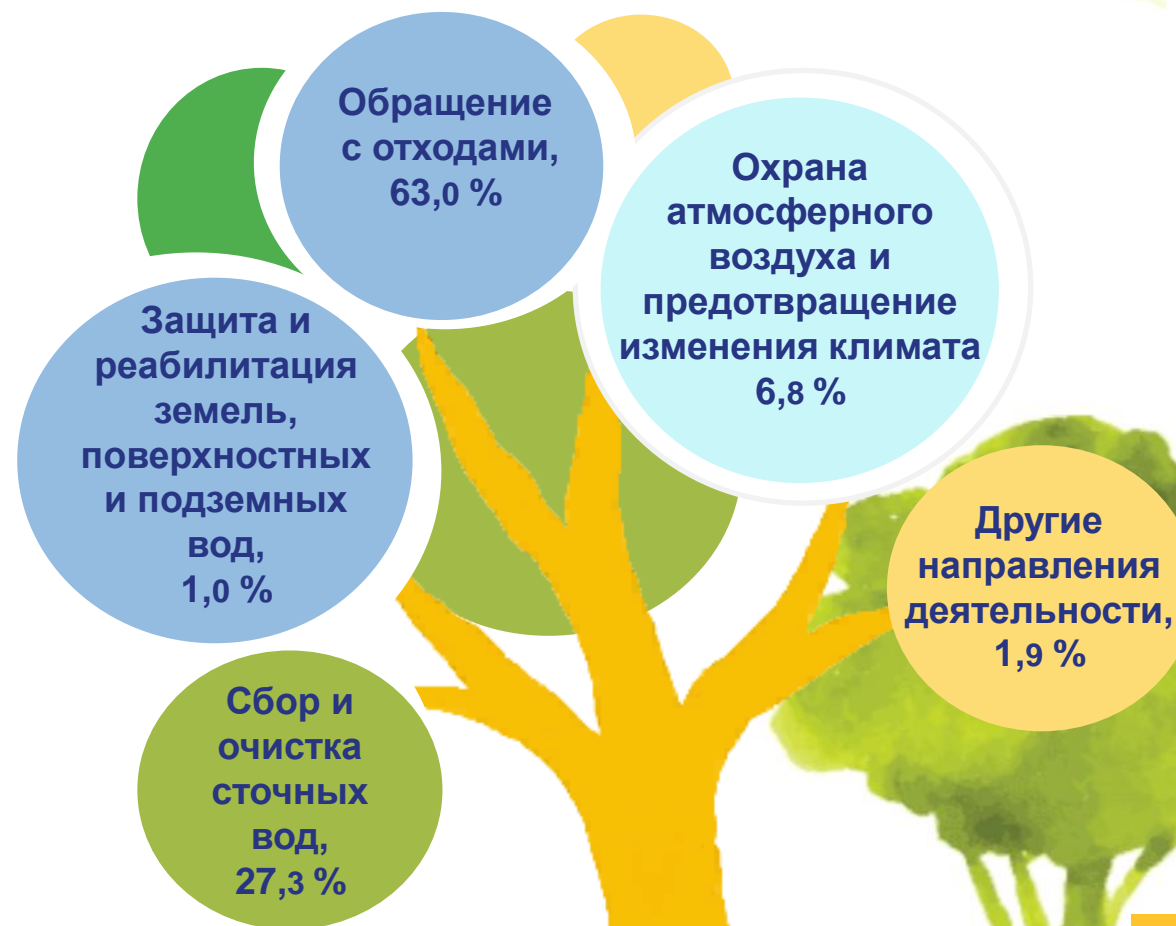 Обращение
с отходами,
63,0 %
Охрана
атмосферного
воздуха и
предотвращение
изменения климата
6,8 %
Защита и
реабилитация
земель,
поверхностных
и подземных
вод,
1,0 %
Другие
направления
деятельности,
1,9 %
Сбор и
очистка
сточных
вод,
27,3 %